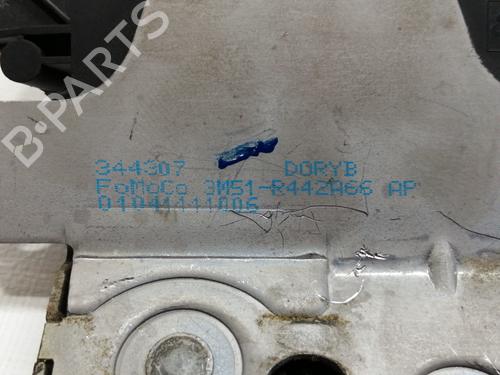 B-PARTS
344307 DORYB
FoMoCo 3M51-R442A66 AP
01041111006